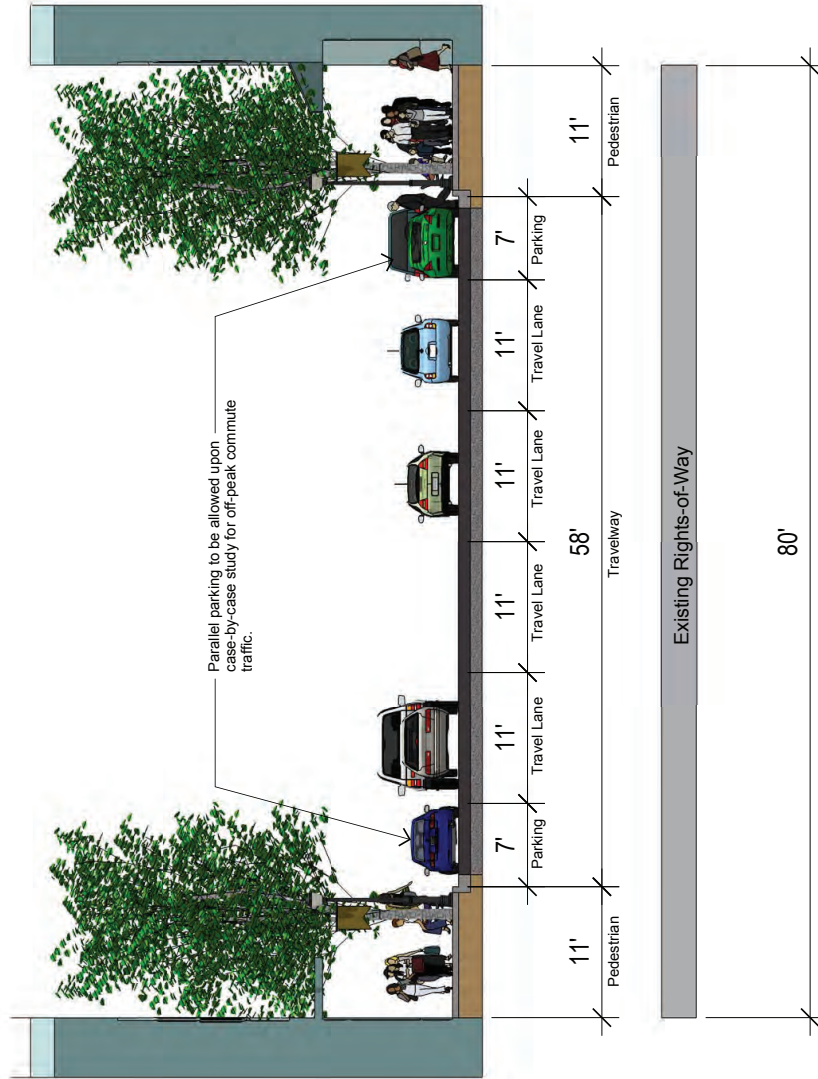 Parallel parking to be allowed upon
case-by-case study for off-peak commute
traffic.
11'
Pedestrian
7'
Parking
11'
Travel Lane
11'
Travel Lane
11'
Travel Lane
11'
Travel Lane
7'
Parking
11'
Pedestrian
58'
Travelway
Existing Rights-of-Way
80'